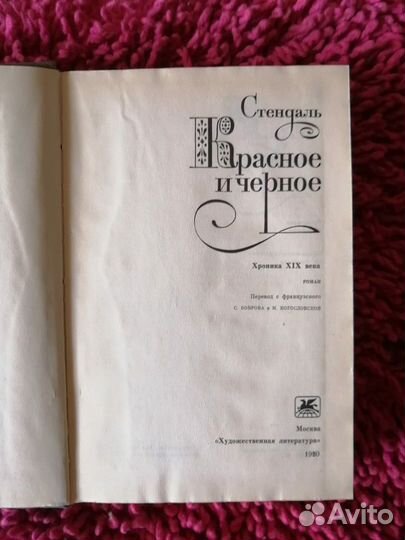 Стендаль
Красное
и черное
Хроника XIX века
РОМАН
Перевод с французского
С. БОБРОВА и М. БОГОСЛОВСКОЙ
Москва
«Художественная литература»
1980
Avito